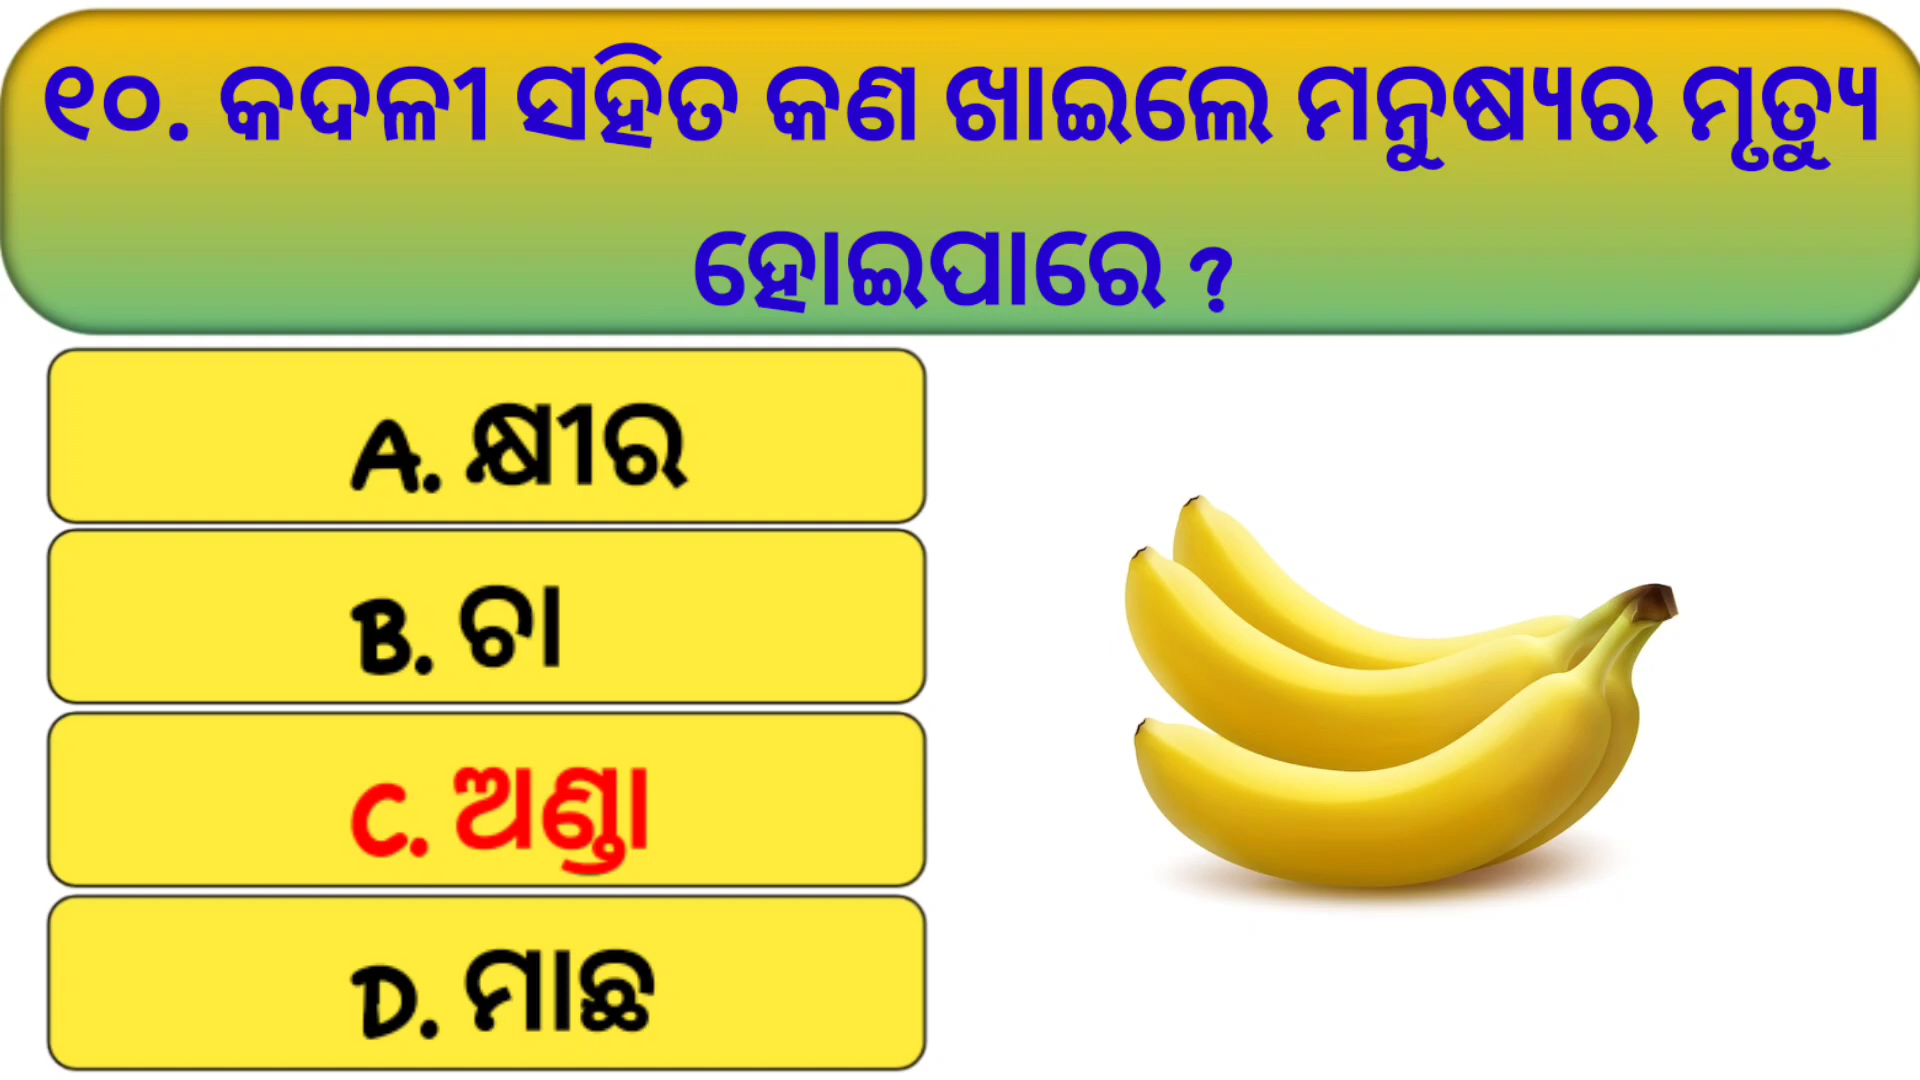 ୧୦. କଦଳୀ ସହିତ କଣ ଖାଇଲେ ମନୁଷ୍ୟର ମୃତ୍ୟୁ
ହୋଇପାରେ ?
A. କ୍ଷୀର
B. ଚା
C. ଅଣ୍ଡା
D. ମାଛ